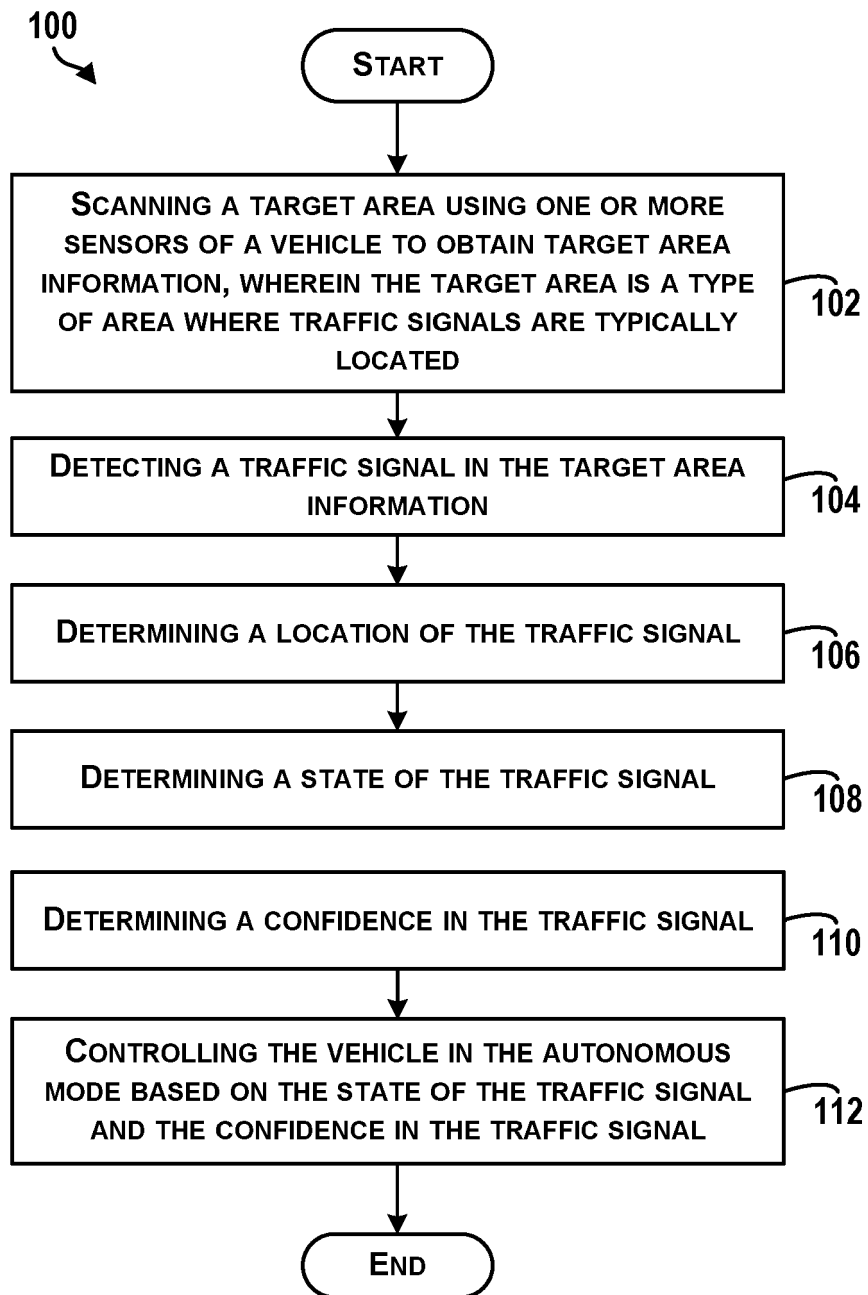 100
START
SCANNING A TARGET AREA USING ONE OR MORE
SENSORS OF A VEHICLE TO OBTAIN TARGET AREA
INFORMATION, WHEREIN THE TARGET AREA IS A TYPE
OF AREA WHERE TRAFFIC SIGNALS ARE TYPICALLY
LOCATED
102
DETECTING A TRAFFIC SIGNAL IN THE TARGET AREA
INFORMATION
104
DETERMINING A LOCATION OF THE TRAFFIC SIGNAL
106
DETERMINING A STATE OF THE TRAFFIC SIGNAL
108
DETERMINING A CONFIDENCE IN THE TRAFFIC SIGNAL
110
CONTROLLING THE VEHICLE IN THE AUTONOMOUS
MODE BASED ON THE STATE OF THE TRAFFIC SIGNAL
AND THE CONFIDENCE IN THE TRAFFIC SIGNAL
112
END